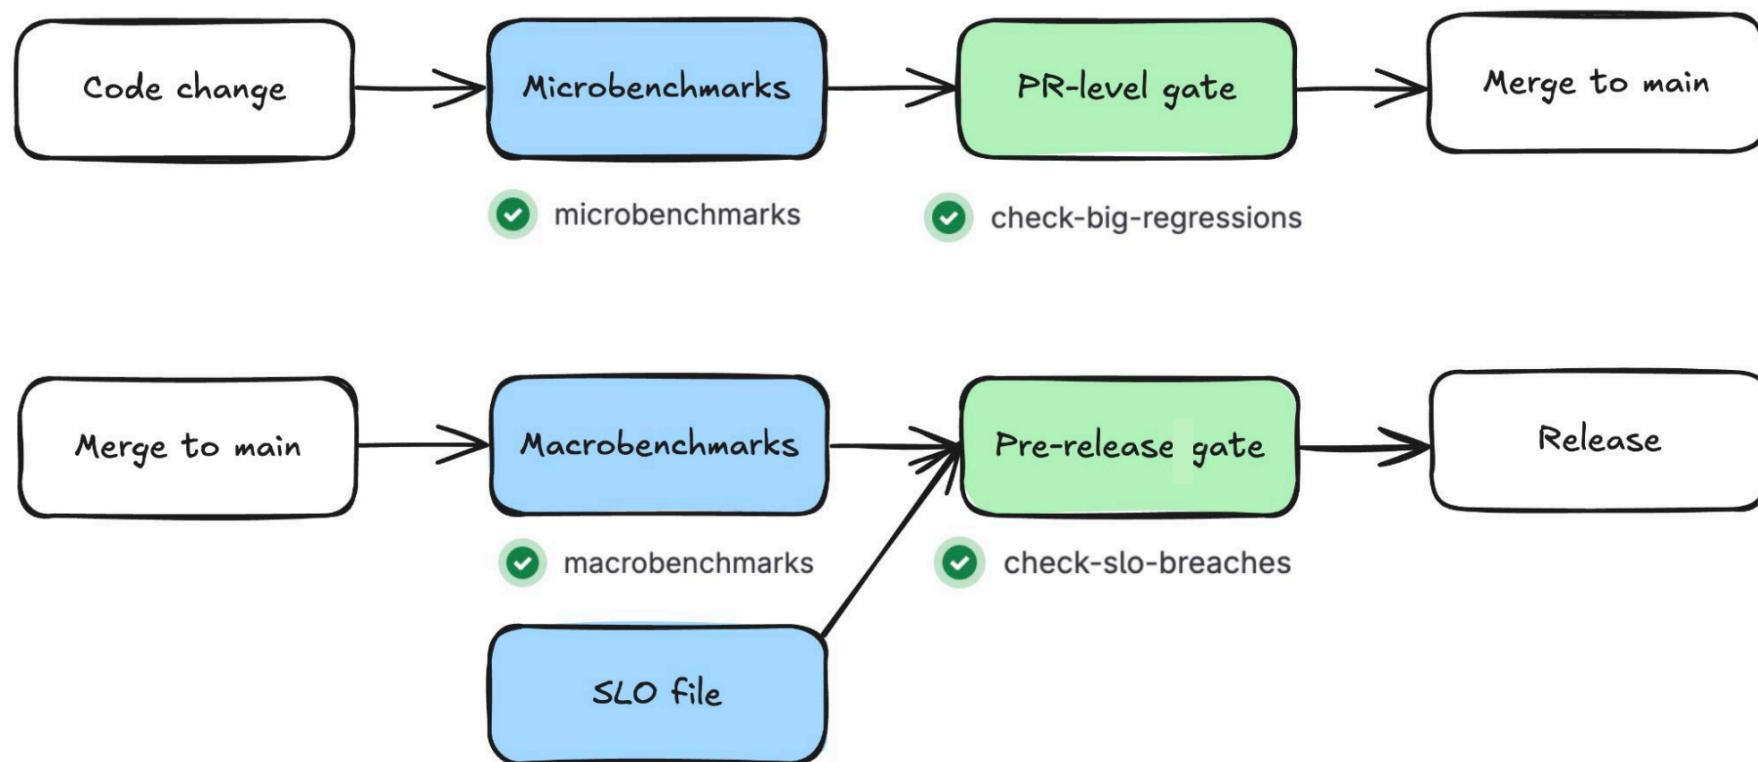 Code change
Microbenchmarks
PR-level gate
Merge to main
microbenchmarks
check-big-regressions
Merge to main
Macrobenchmarks
Pre-release gate
Release
macrobenchmarks
check-slo-breaches
SLO file